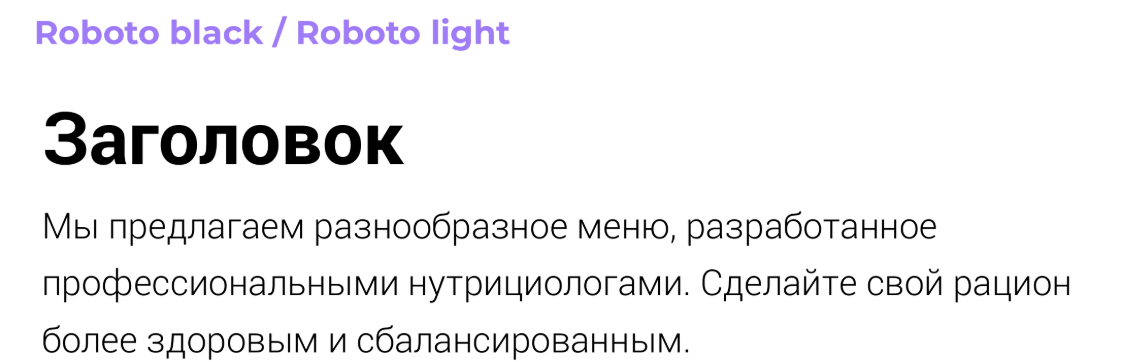 Roboto black / Roboto light
Заголовок
Мы предлагаем разнообразное меню, разработанное
профессиональными нутрициологами. Сделайте свой рацион
более здоровым и сбалансированным.